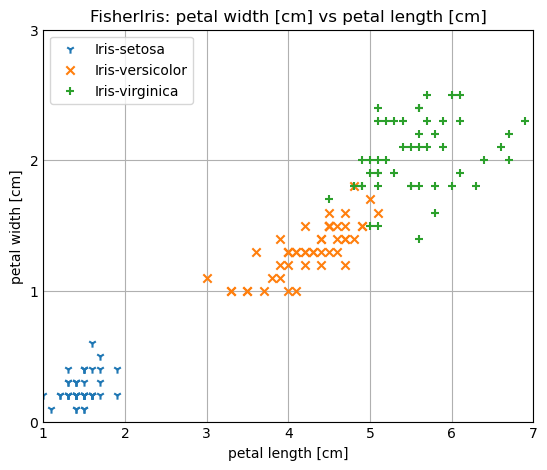 FisherIris: petal width [cm] vs petal length [cm]
3
Iris-setosa
Iris-versicolor
Iris-virginica
2
petal width [cm]
1
0
1 2 3 4 5 6 7
petal length [cm]